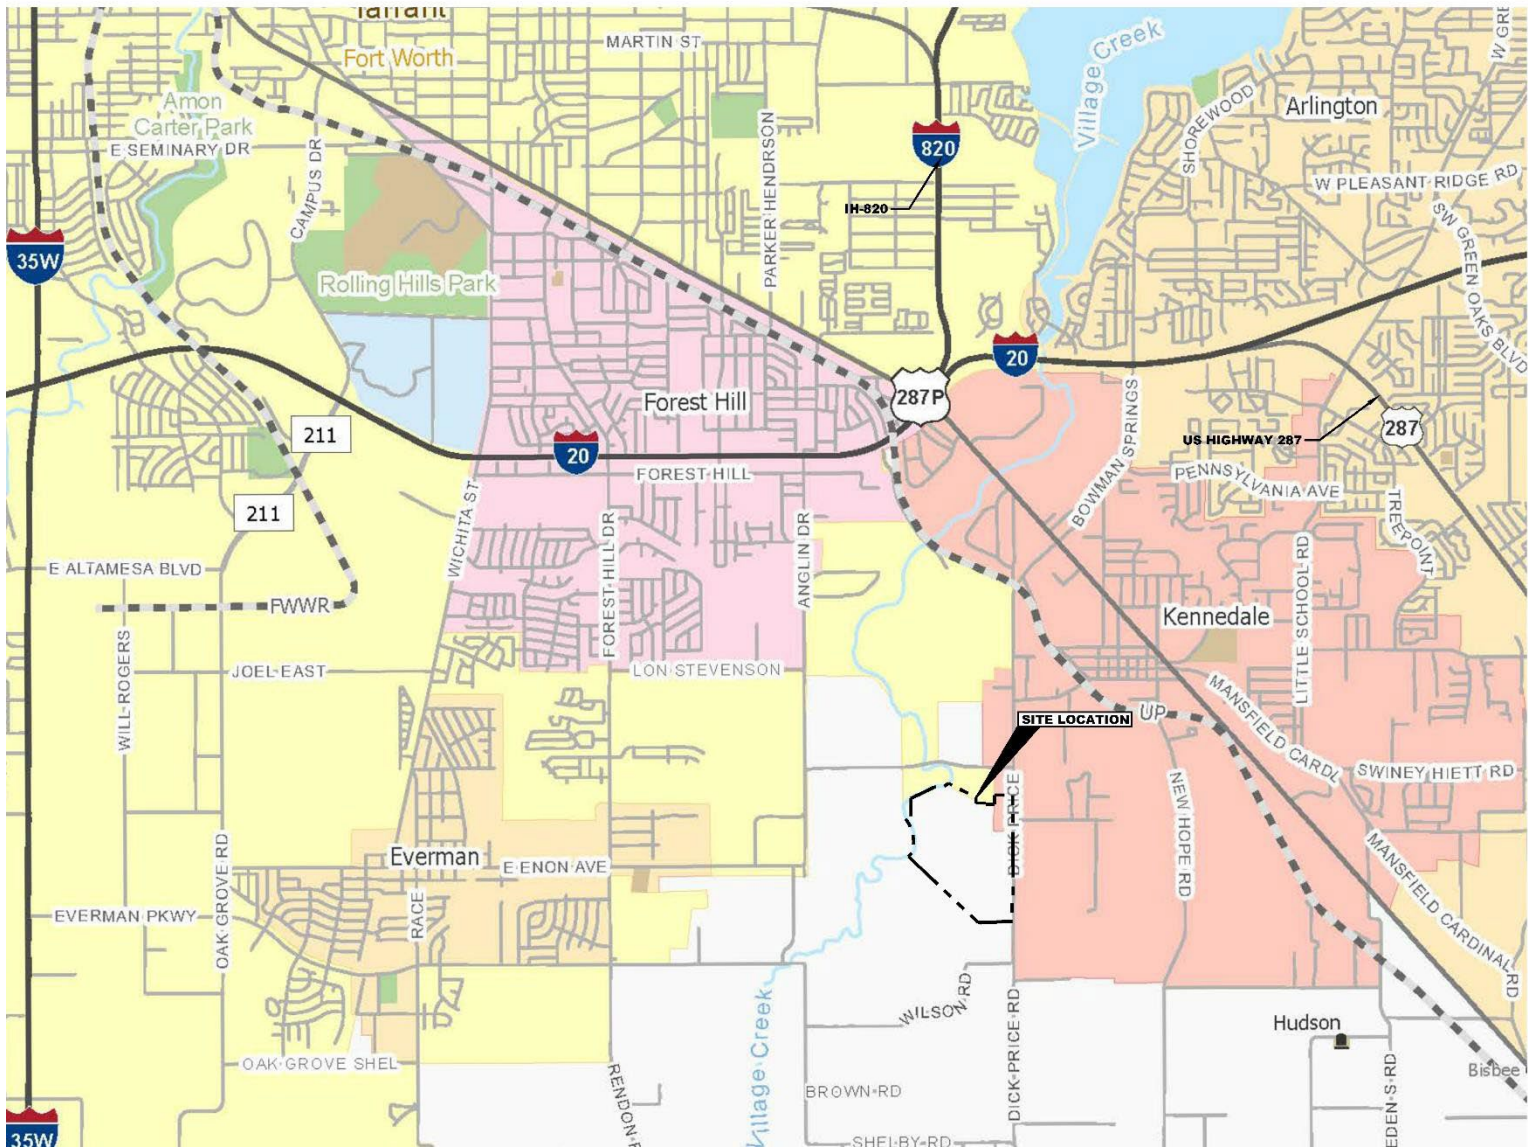 Tarrant
Fort Worth
MARTIN ST
Village Creek
W GRE
Amon
Carter Park
E SEMINARY DR
CAMPUS DR
PARKER HENDRSON
820
IH-820
SHOREWOOD
Arlington
W PLEASANT RIDGE RD
SW GREEN OAKS BLVD
35W
Rolling Hills Park
20
287P
Forest Hill
211
20
FOREST HILL
BOWMAN SPRINGS
US HIGHWAY 287
287
PENNSYLVANIA AVE
TREEPOINT
211
WICHITA ST
FOREST HILL DR
ANGLIN DR
LITTLE SCHOOL RD
E ALTAMESA BLVD
FWWR
Kennedale
WILL ROGERS
JOEL EAST
LON STEVENSON
MANSFIELD CARDL
SITE LOCATION
UP
SWINEY HIETT RD
DICK PRICE
NEW HOPE RD
OAK GROVE RD
Everman
E ENON AVE
MANSFIELD CARDINAL RD
EVERMAN PKWY
RACE
WILSON RD
Village Creek
DICK PRICE RD
Hudson
OAK GROVE SHEL
RENDON R
BROWN RD
EDEN S RD
Bisbee
35W
SHELBY RD